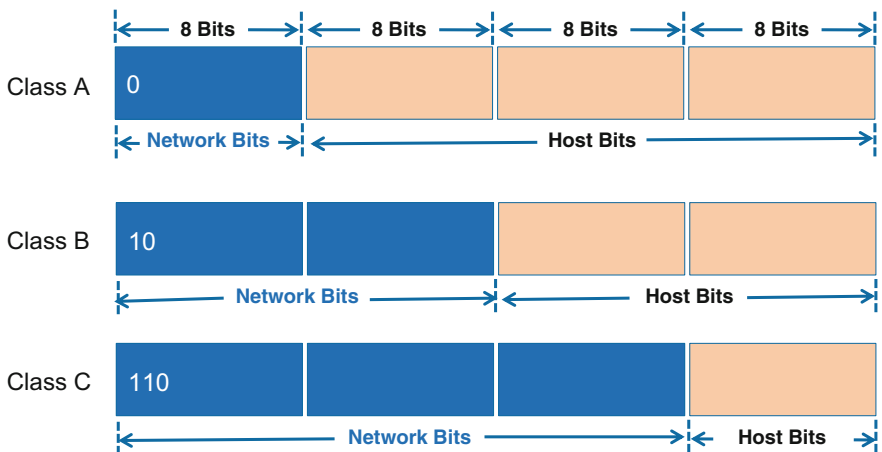 8 Bits 8 Bits 8 Bits 8 Bits
Class A 0
Network Bits Host Bits
Class B 10
Network Bits Host Bits
Class C 110
Network Bits Host Bits